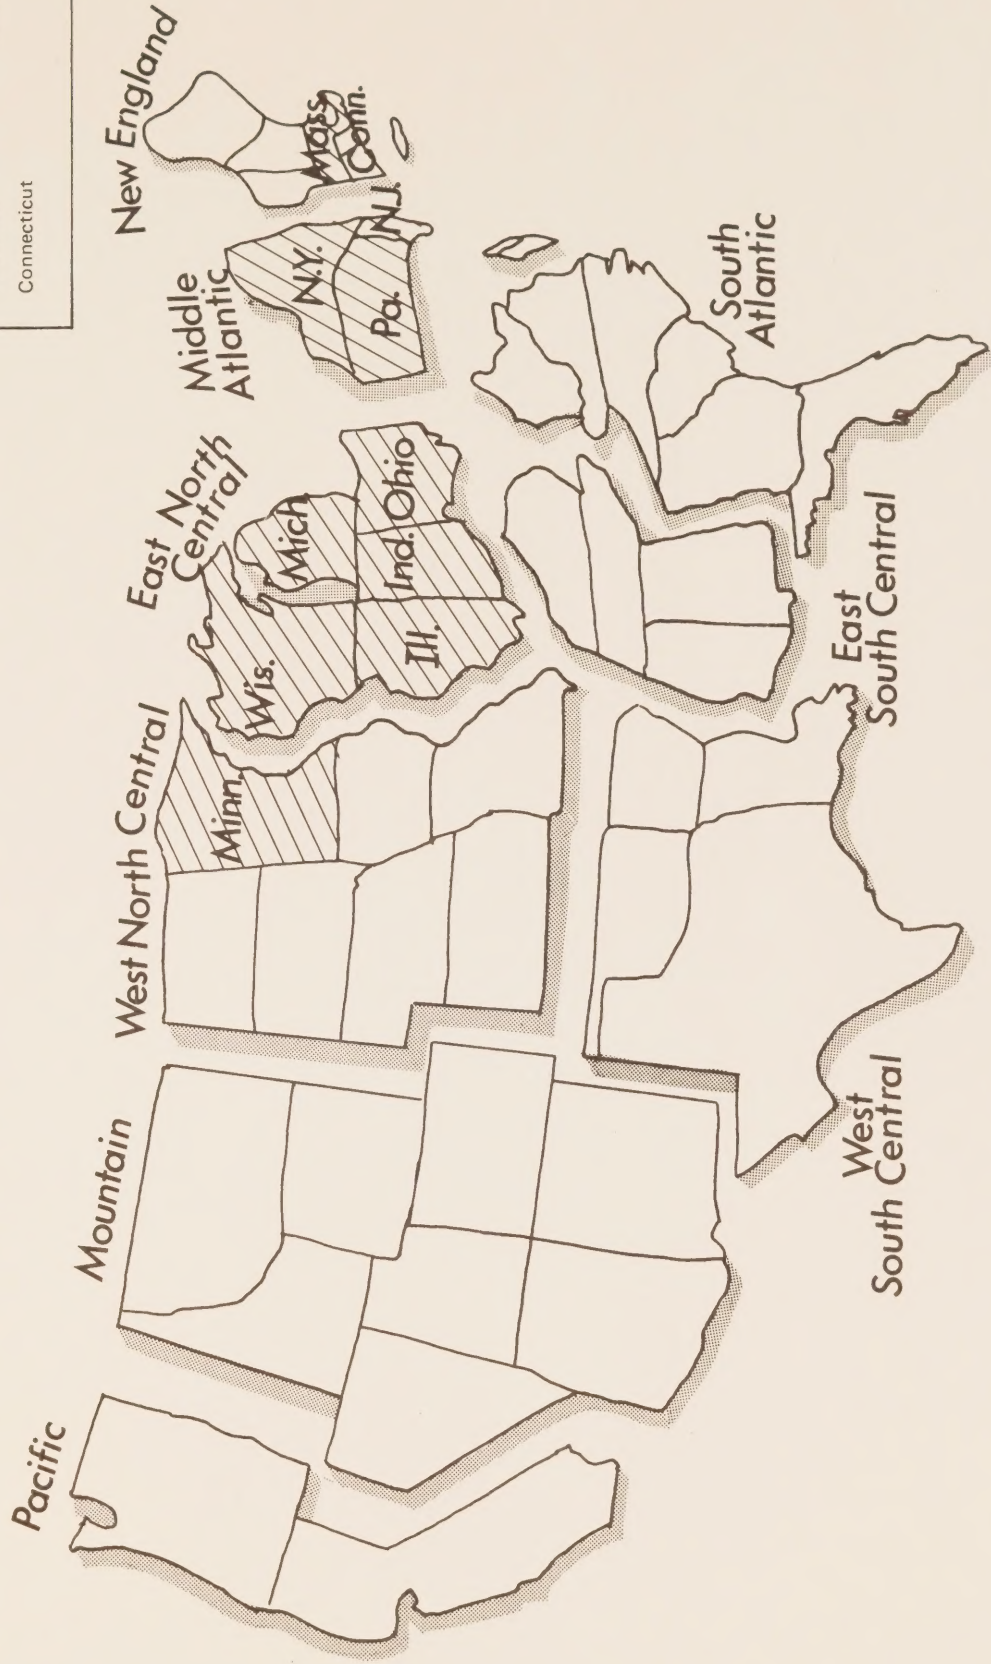 Connecticut
Pacific
Mountain
West North Central
East North
Central
Middle
Atlantic
New England
Minn.
Wis.
Mich
Ill.
Ind.
Ohio
N.Y.
Pa.
N.J.
Mass.
Conn.
West
South Central
East
South Central
South
Atlantic